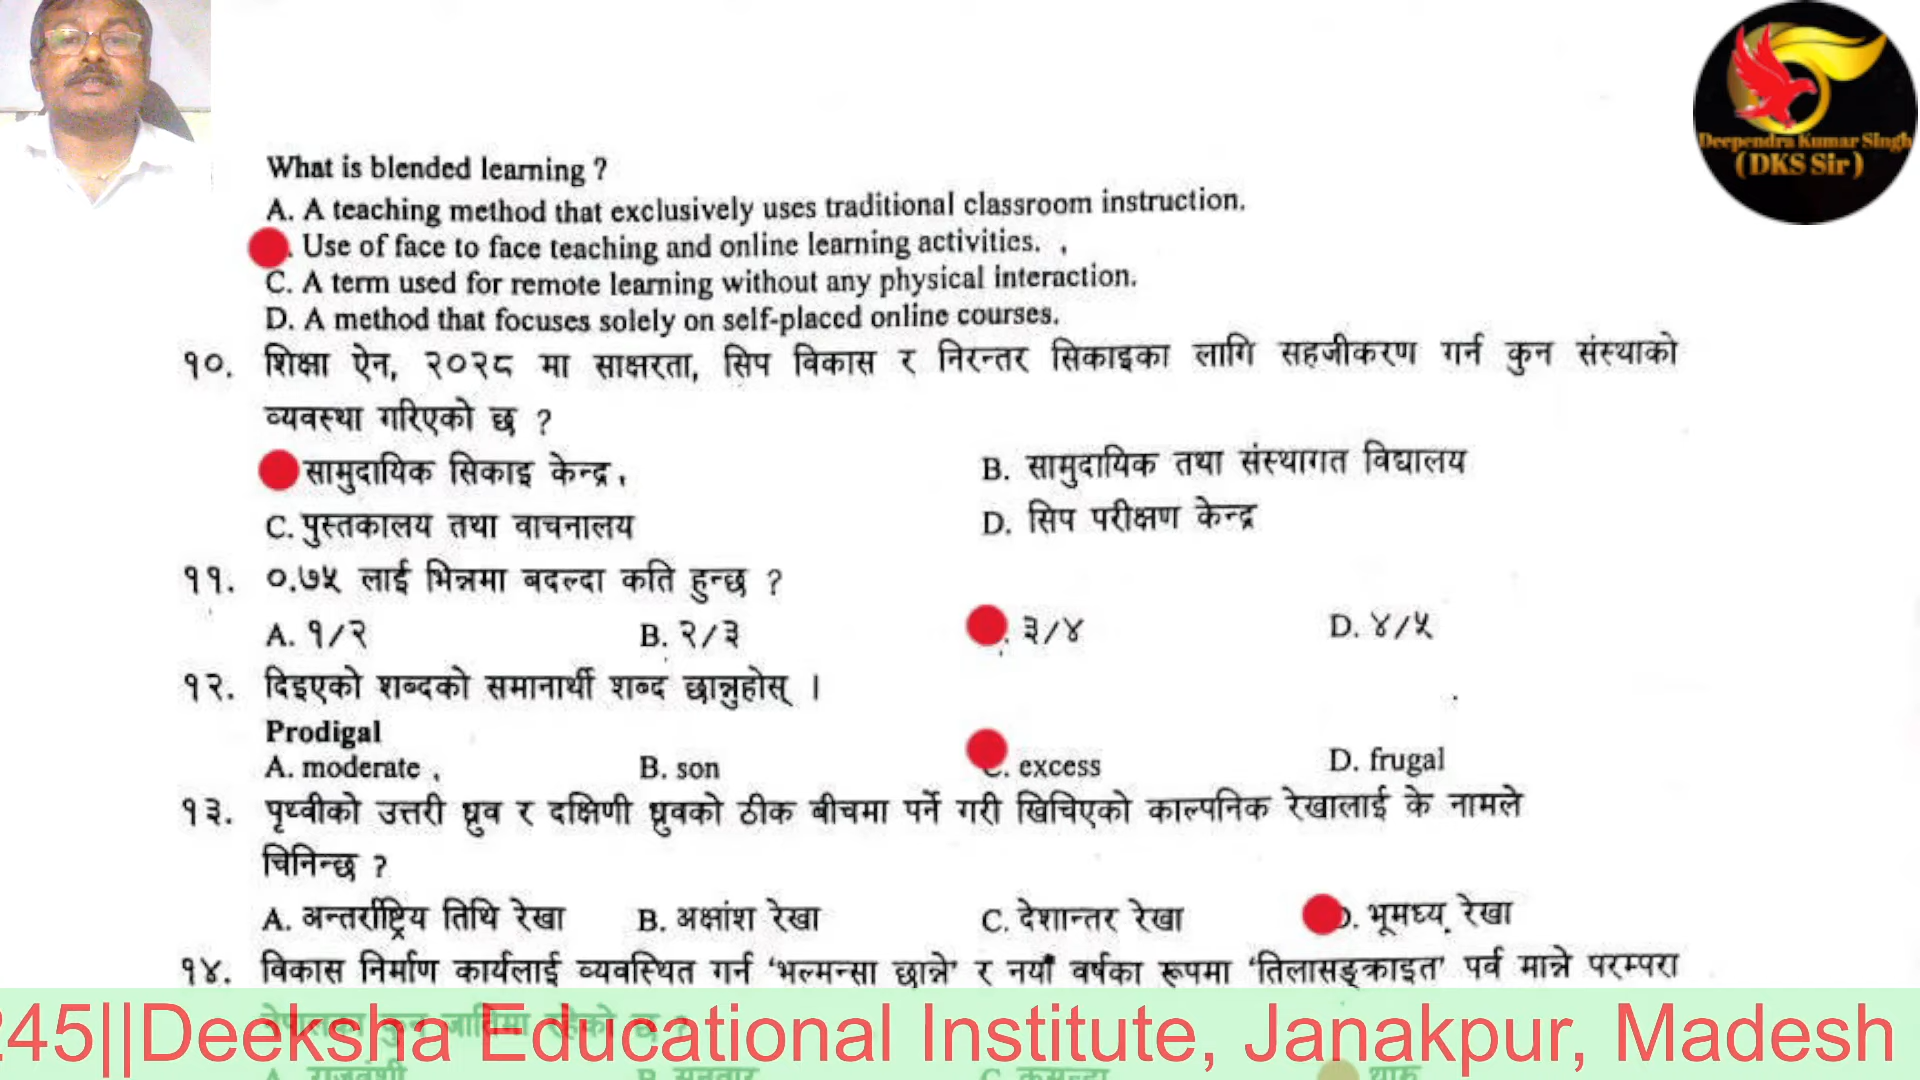 Deependra Kumar Singh
(DKS Sir)
What is blended learning ?
A. A teaching method that exclusively uses traditional classroom instruction.
. Use of face to face teaching and online learning activities.
C. A term used for remote learning without any physical interaction.
D. A method that focuses solely on self-placed online courses.
१०. शिक्षा ऐन, २०२८ मा साक्षरता, सिप विकास र निरन्तर सिकाइका लागि सहजीकरण गर्न कुन संस्थाको
व्यवस्था गरिएको छ ?
सामुदायिक सिकाइ केन्द्र B. सामुदायिक तथा संस्थागत विद्यालय
C. पुस्तकालय तथा वाचनालय D. सिप परीक्षण केन्द्र
११. ०.७५ लाई भिन्नमा बदल्दा कति हुन्छ ?
A. १/२ B. २/३ . ३/४ D. ४/५
१२. दिइएको शब्दको समानार्थी शब्द छान्नुहोस् ।
Prodigal
A. moderate B. son C. excess D. frugal
१३. पृथ्वीको उत्तरी ध्रुव र दक्षिणी ध्रुवको ठीक बीचमा पर्ने गरी खिचिएको काल्पनिक रेखालाई के नामले
चिनिन्छ ?
A. अन्तर्राष्ट्रिय तिथि रेखा B. अक्षांश रेखा C. देशान्तर रेखा D. भूमध्य रेखा
१४. विकास निर्माण कार्यलाई व्यवस्थित गर्न 'भल्मन्सा छान्ने' र नयाँ वर्षका रूपमा 'तिलासङ्क्राइत' पर्व मान्ने परम्परा
नेपालका कुन जातिमा रहेको छ ?
245||Deeksha Educational Institute, Janakpur, Madesh